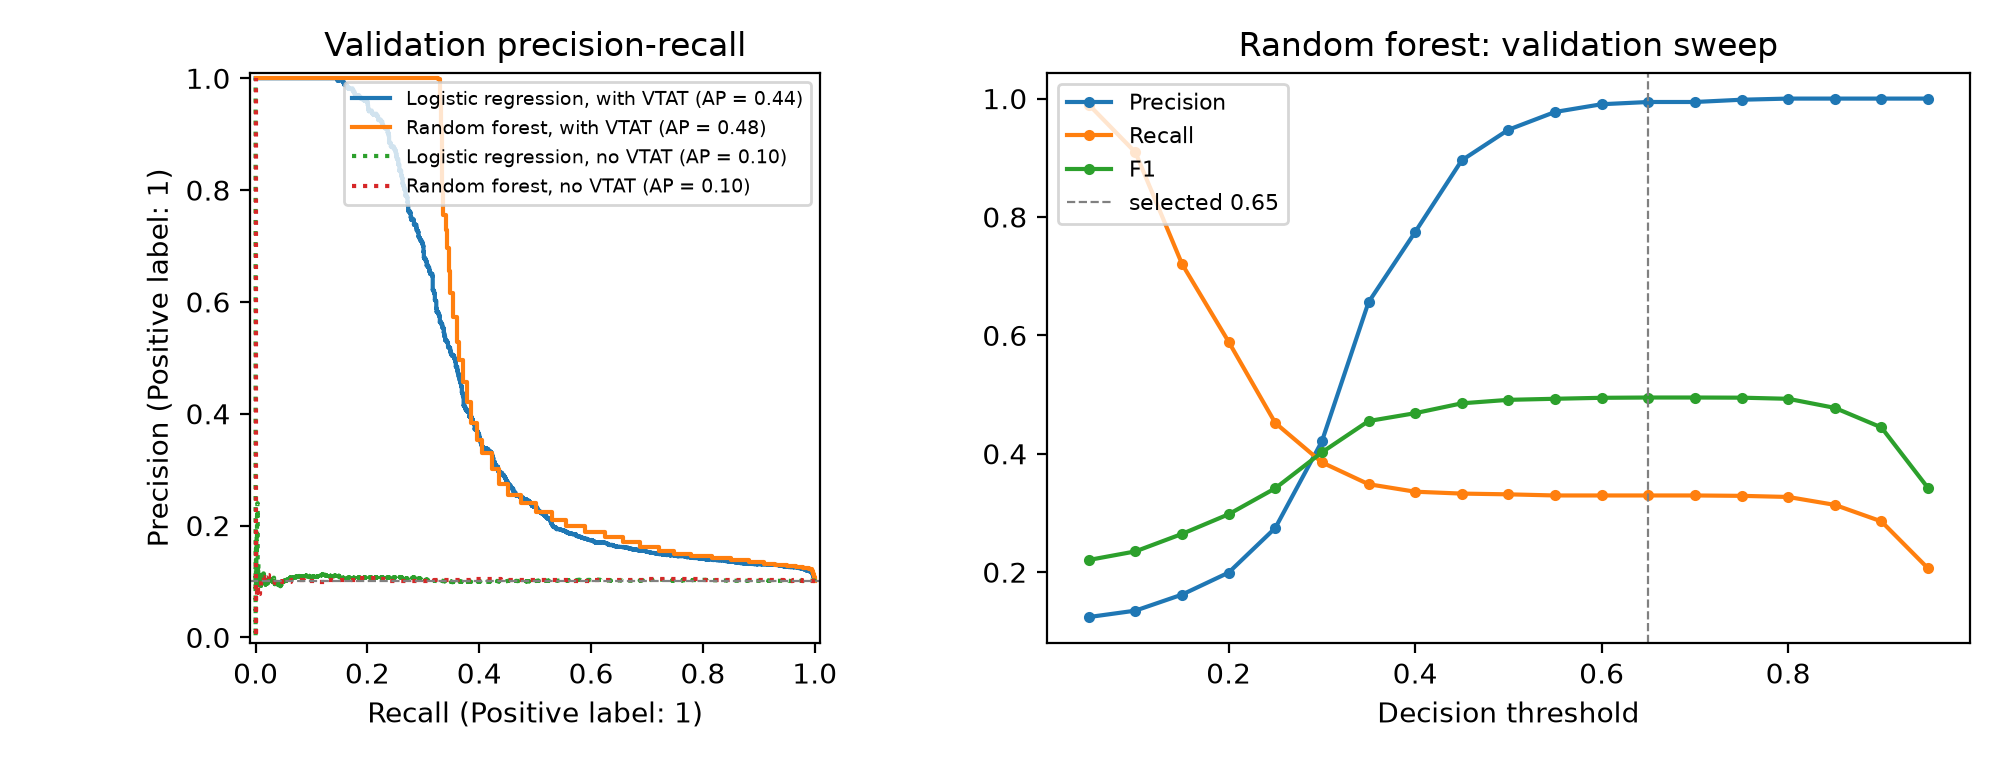 Validation precision-recall
Precision (Positive label: 1)
1.0
0.8
0.6
0.4
0.2
0.0
Logistic regression, with VTAT (AP = 0.44)
Random forest, with VTAT (AP = 0.48)
Logistic regression, no VTAT (AP = 0.10)
Random forest, no VTAT (AP = 0.10)
0.0 0.2 0.4 0.6 0.8 1.0
Recall (Positive label: 1)
Random forest: validation sweep
1.0
0.8
0.6
0.4
0.2
Precision
Recall
F1
selected 0.65
0.2 0.4 0.6 0.8
Decision threshold